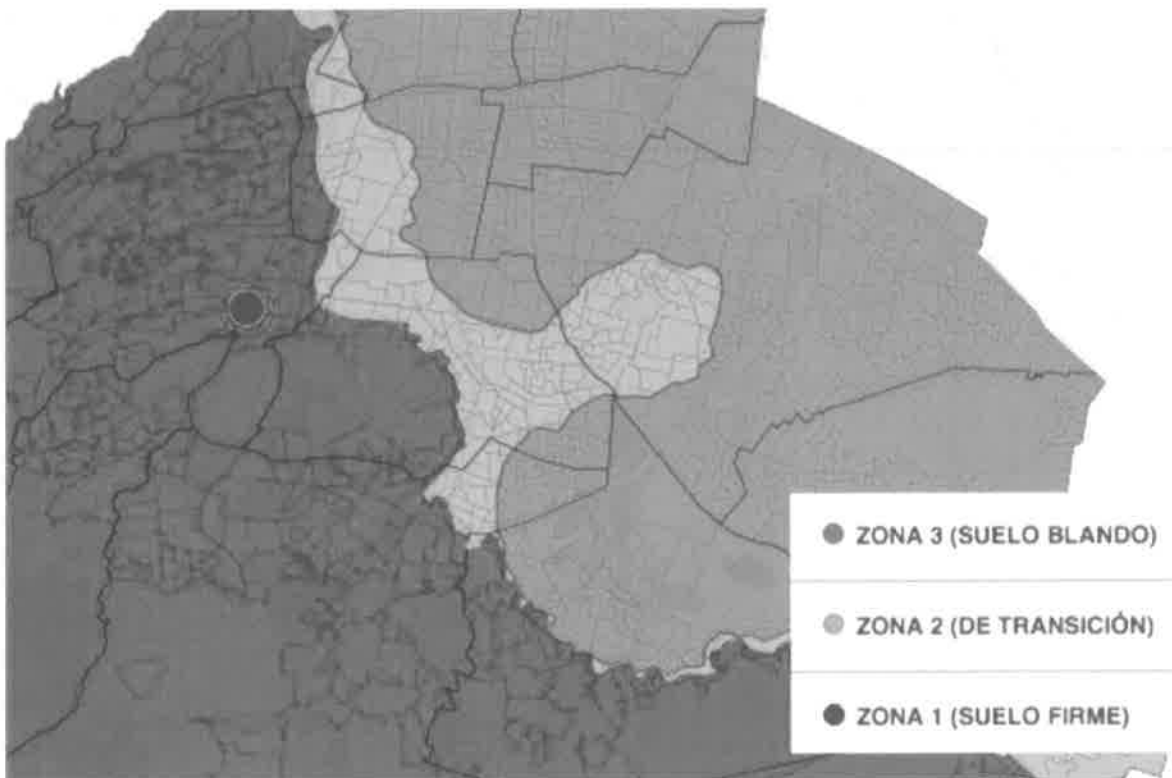 ZONA 3 (SUELO BLANDO)
ZONA 2 (DE TRANSICIÓN)
ZONA 1 (SUELO FIRME)